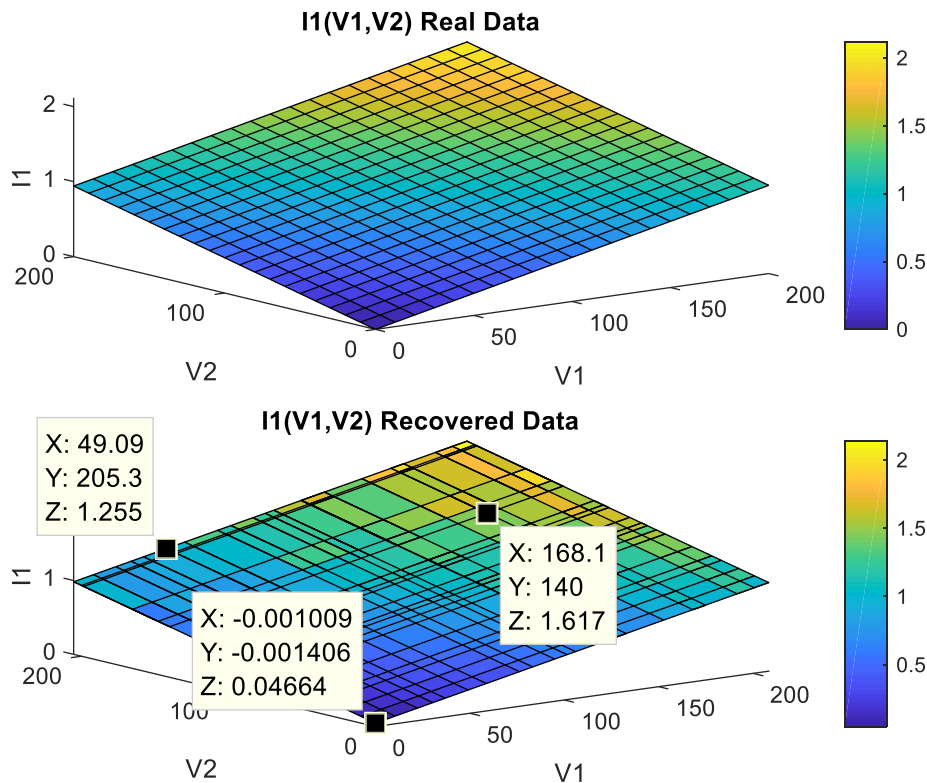 I1(V1,V2) Real Data
2
1
0
I1
200
100
0
V2
0
50
100
150
200
V1
2
1.5
1
0.5
0
I1(V1,V2) Recovered Data
X: 49.09
Y: 205.3
Z: 1.255
X: 168.1
Y: 140
Z: 1.617
X: -0.001009
Y: -0.001406
Z: 0.04664
1
0
I1
200
100
0
V2
0
50
100
150
200
V1
2
1.5
1
0.5